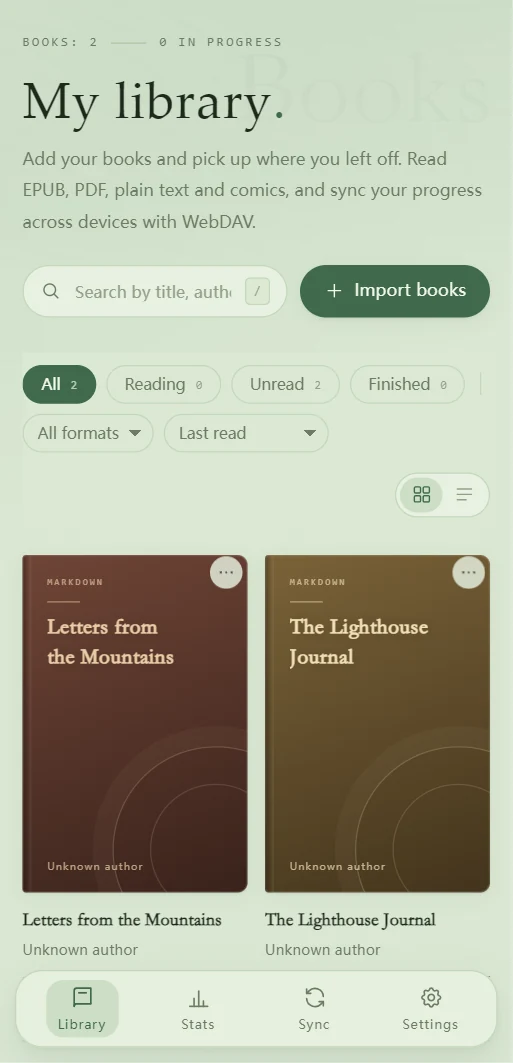 BOOKS: 2 0 IN PROGRESS
Books
My library.
Add your books and pick up where you left off. Read
EPUB, PDF, plain text and comics, and sync your progress
across devices with WebDAV.
Search by title, auth /
Import books
All 2 Reading 0 Unread 2 Finished 0
All formats Last read
MARKDOWN
Letters from
the Mountains
Unknown author
MARKDOWN
The Lighthouse
Journal
Unknown author
Letters from the Mountains
Unknown author
The Lighthouse Journal
Unknown author
Library Stats Sync Settings